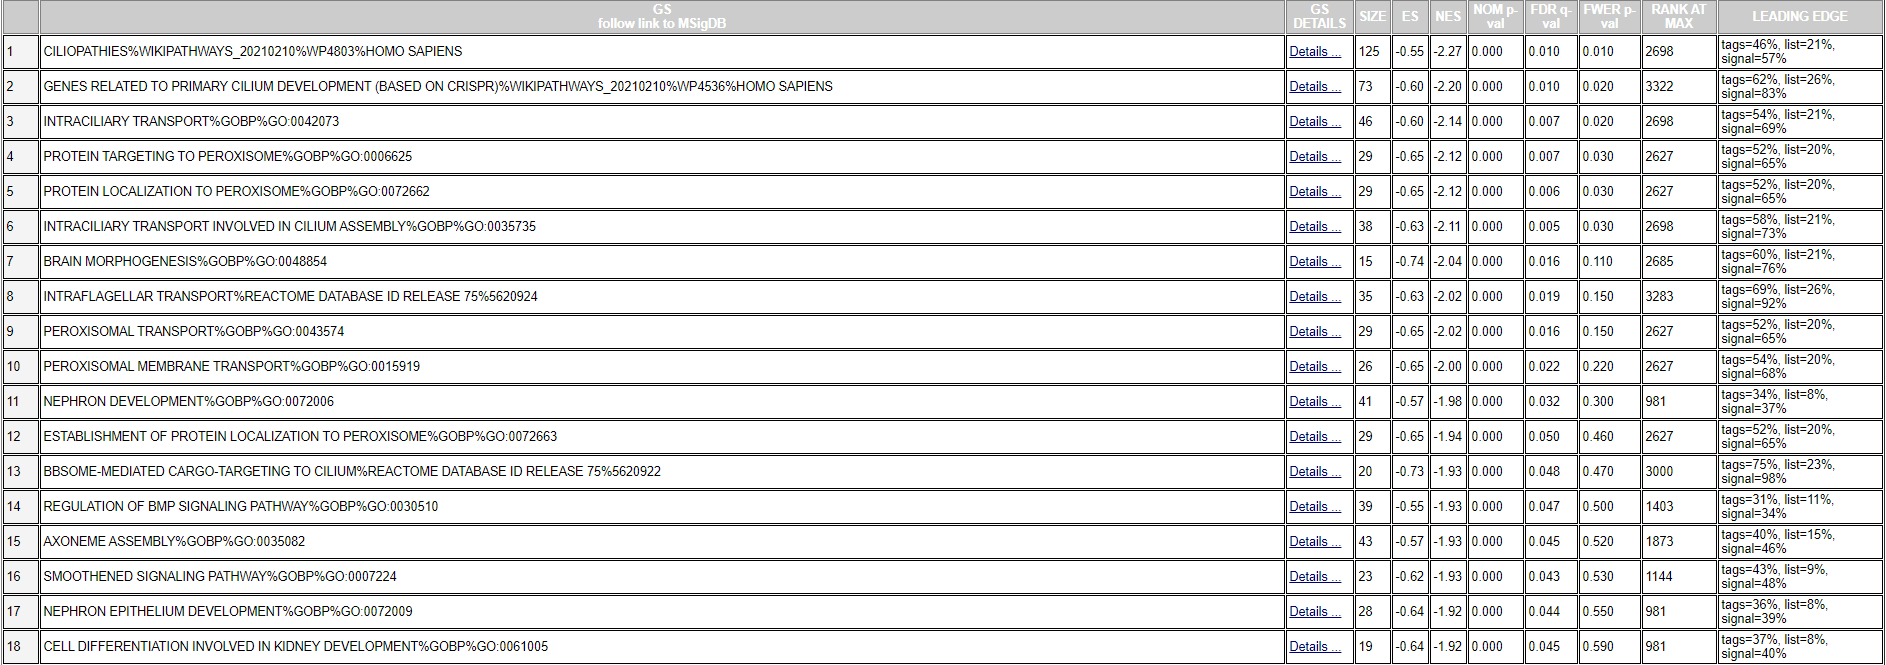 GS
follow link to MSigDB
GS
DETAILS
SIZE
ES
NES
NOM p-
val
FDR q-
val
FWER p-
val
RANK AT
MAX
LEADING EDGE
1 CILIOPATHIES%WIKIPATHWAYS_20210210%WP4803%HOMO SAPIENS Details ... 125 -0.55 -2.27 0.000 0.010 0.010 2698 tags=46%, list=21%,
signal=57%
2 GENES RELATED TO PRIMARY CILIUM DEVELOPMENT (BASED ON CRISPR)%WIKIPATHWAYS_20210210%WP4536%HOMO SAPIENS Details ... 73 -0.60 -2.20 0.000 0.010 0.020 3322 tags=62%, list=26%,
signal=83%
3 INTRACILIARY TRANSPORT%GOBP%GO:0042073 Details ... 46 -0.60 -2.14 0.000 0.007 0.020 2698 tags=54%, list=21%,
signal=69%
4 PROTEIN TARGETING TO PEROXISOME%GOBP%GO:0006625 Details ... 29 -0.65 -2.12 0.000 0.007 0.030 2627 tags=52%, list=20%,
signal=65%
5 PROTEIN LOCALIZATION TO PEROXISOME%GOBP%GO:0072662 Details ... 29 -0.65 -2.12 0.000 0.006 0.030 2627 tags=52%, list=20%,
signal=65%
6 INTRACILIARY TRANSPORT INVOLVED IN CILIUM ASSEMBLY%GOBP%GO:0035735 Details ... 38 -0.63 -2.11 0.000 0.005 0.030 2698 tags=58%, list=21%,
signal=73%
7 BRAIN MORPHOGENESIS%GOBP%GO:0048854 Details ... 15 -0.74 -2.04 0.000 0.016 0.110 2685 tags=60%, list=21%,
signal=76%
8 INTRAFLAGELLAR TRANSPORT%REACTOME DATABASE ID RELEASE 75%5620924 Details ... 35 -0.63 -2.02 0.000 0.019 0.150 3283 tags=69%, list=26%,
signal=92%
9 PEROXISOMAL TRANSPORT%GOBP%GO:0043574 Details ... 29 -0.65 -2.02 0.000 0.016 0.150 2627 tags=52%, list=20%,
signal=65%
10 PEROXISOMAL MEMBRANE TRANSPORT%GOBP%GO:0015919 Details ... 26 -0.65 -2.00 0.000 0.022 0.220 2627 tags=54%, list=20%,
signal=68%
11 NEPHRON DEVELOPMENT%GOBP%GO:0072006 Details ... 41 -0.57 -1.98 0.000 0.032 0.300 981 tags=34%, list=8%,
signal=37%
12 ESTABLISHMENT OF PROTEIN LOCALIZATION TO PEROXISOME%GOBP%GO:0072663 Details ... 29 -0.65 -1.94 0.000 0.050 0.460 2627 tags=52%, list=20%,
signal=65%
13 BBSOME-MEDIATED CARGO-TARGETING TO CILIUM%REACTOME DATABASE ID RELEASE 75%5620922 Details ... 20 -0.73 -1.93 0.000 0.048 0.470 3000 tags=75%, list=23%,
signal=98%
14 REGULATION OF BMP SIGNALING PATHWAY%GOBP%GO:0030510 Details ... 39 -0.55 -1.93 0.000 0.047 0.500 1403 tags=31%, list=11%,
signal=34%
15 AXONEME ASSEMBLY%GOBP%GO:0035082 Details ... 43 -0.57 -1.93 0.000 0.045 0.520 1873 tags=40%, list=15%,
signal=46%
16 SMOOTHENED SIGNALING PATHWAY%GOBP%GO:0007224 Details ... 23 -0.62 -1.93 0.000 0.043 0.530 1144 tags=43%, list=9%,
signal=48%
17 NEPHRON EPITHELIUM DEVELOPMENT%GOBP%GO:0072009 Details ... 28 -0.64 -1.92 0.000 0.044 0.550 981 tags=36%, list=8%,
signal=39%
18 CELL DIFFERENTIATION INVOLVED IN KIDNEY DEVELOPMENT%GOBP%GO:0061005 Details ... 19 -0.64 -1.92 0.000 0.045 0.590 981 tags=37%, list=8%,
signal=40%